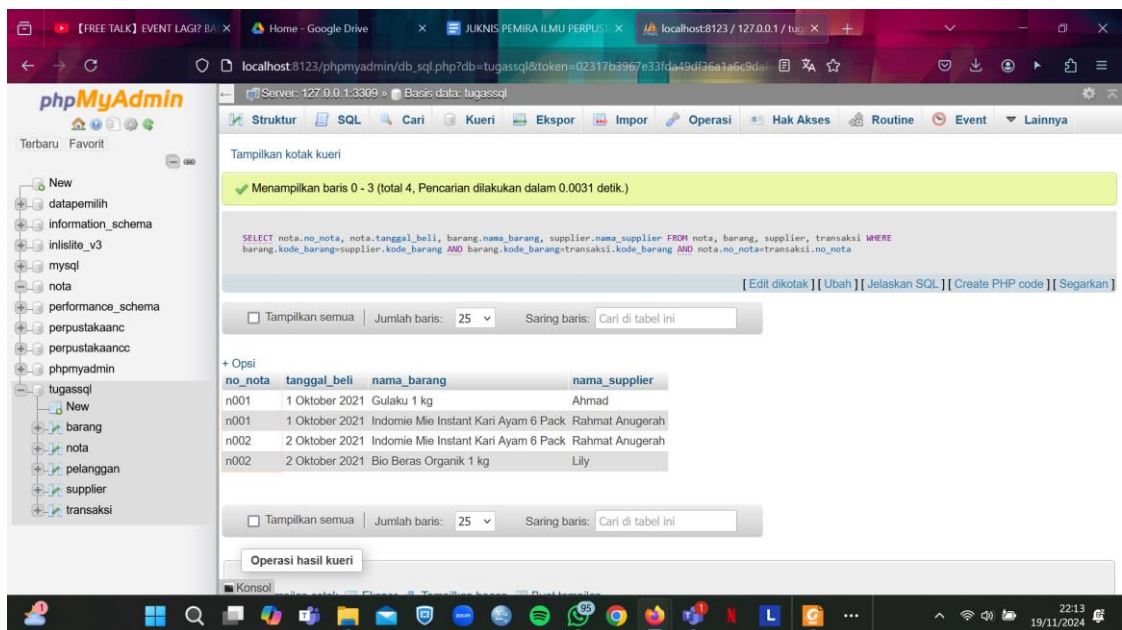 【FREE TALK】 EVENT LAGI? BA
Home - Google Drive
JUKNIS PEMIRA ILMU PERPUST
localhost:8123 / 127.0.0.1 / tug
localhost:8123/phpmyadmin/db_sql.php?db=tugassql&token=02317b3967e33fda49df36a1a6c9da
phpMyAdmin
Terbaru Favorit
New
datapemilih
information_schema
inlislite_v3
mysql
nota
performance_schema
perpustakaanc
perpustakaancc
phpmyadmin
tugassql
New
barang
nota
pelanggan
supplier
transaksi
Server: 127.0.0.1:3309 » Basis data: tugassql
Struktur SQL Cari Kueri Ekspor Impor Operasi Hak Akses Routine Event Lainnya
Tampilkan kotak kueri
Menampilkan baris 0 - 3 (total 4, Pencarian dilakukan dalam 0.0031 detik.)
SELECT nota.no_nota, nota.tanggal_beli, barang.nama_barang, supplier.nama_supplier FROM nota, barang, supplier, transaksi WHERE
barang.kode_barang=supplier.kode_barang AND barang.kode_barang=transaksi.kode_barang AND nota.no_nota=transaksi.no_nota
[ Edit dikotak ] [ Ubah ] [ Jelaskan SQL ] [ Create PHP code ] [ Segarkan ]
Tampilkan semua Jumlah baris: 25 Saring baris: Cari di tabel ini
+ Opsi
no_nota tanggal_beli nama_barang nama_supplier
n001 1 Oktober 2021 Gulaku 1 kg Ahmad
n001 1 Oktober 2021 Indomie Mie Instant Kari Ayam 6 Pack Rahmat Anugerah
n002 2 Oktober 2021 Indomie Mie Instant Kari Ayam 6 Pack Rahmat Anugerah
n002 2 Oktober 2021 Bio Beras Organik 1 kg Lily
Tampilkan semua Jumlah baris: 25 Saring baris: Cari di tabel ini
Operasi hasil kueri
Konsol
1
zoom
95
L
22:13
19/11/2024